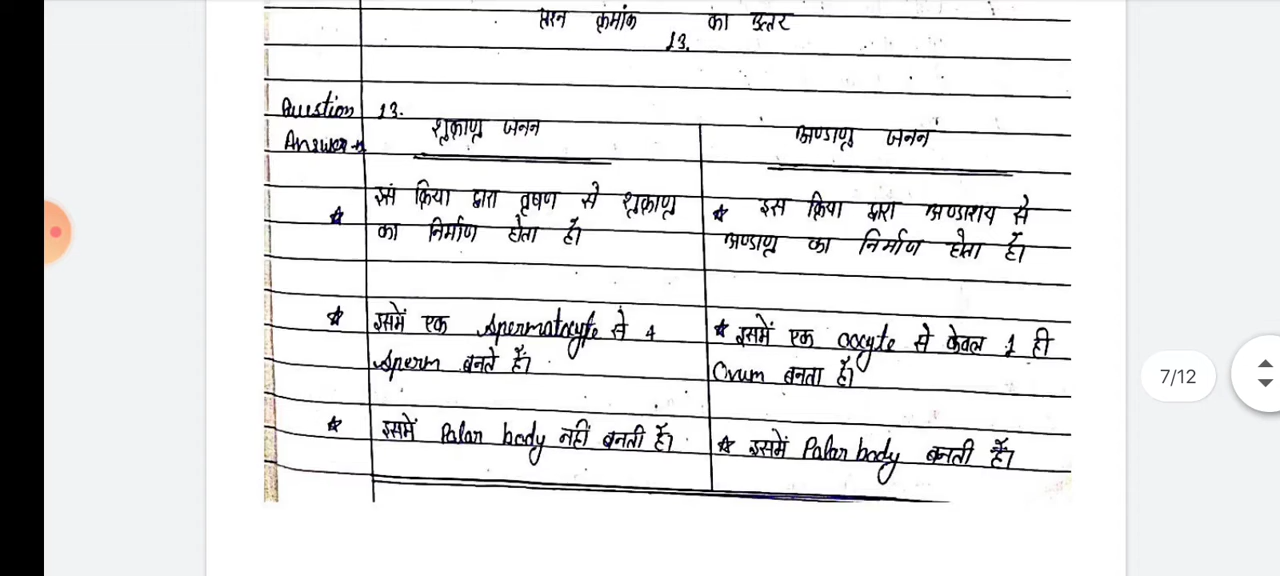 प्रश्न क्रमांक का उत्तर
13.
Question 13.
Answer→
शुक्राणु जनन
अण्डाणु जनन
☆ इस क्रिया द्वारा वृषण से शुक्राणु
का निर्माण होता है।
☆ इस क्रिया द्वारा अण्डाशय से
अण्डाणु का निर्माण होता है।
☆ इसमें एक Spermatocyte से 4
Sperm बनते हैं।
☆ इसमें एक oocyte से केवल 1 ही
Ovum बनता है।
☆ इसमें Polar body नहीं बनती है।
☆ इसमें Polar body बनती है।
7/12